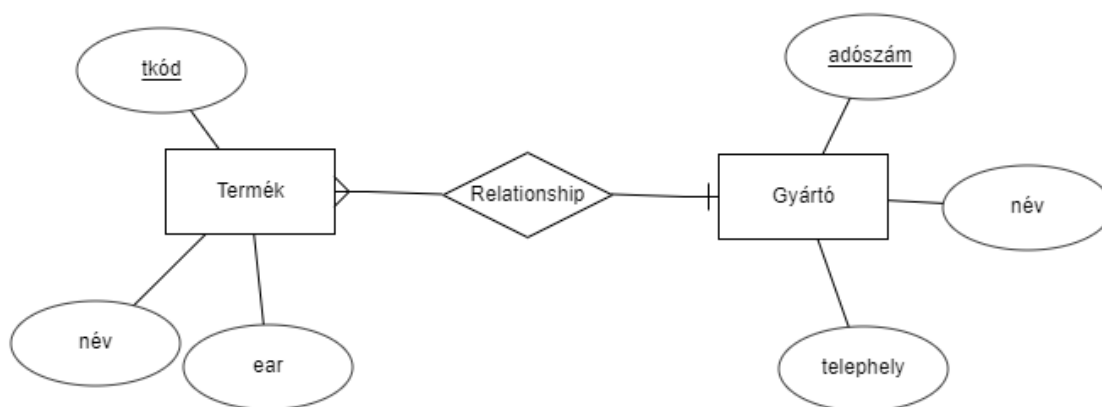 tkód
adószám
Termék
Relationship
Gyártó
név
név
ear
telephely